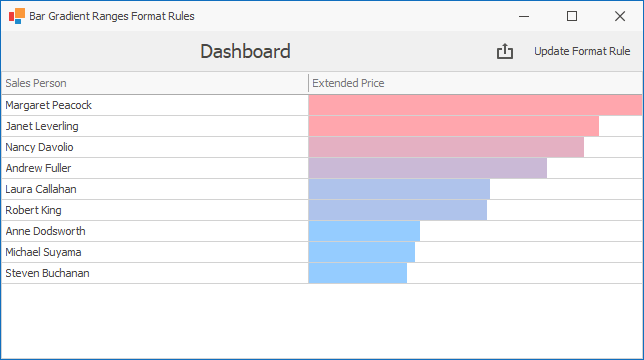 Bar Gradient Ranges Format Rules
Dashboard
Update Format Rule
Sales Person Extended Price
Margaret Peacock
Janet Leverling
Nancy Davolio
Andrew Fuller
Laura Callahan
Robert King
Anne Dodsworth
Michael Suyama
Steven Buchanan